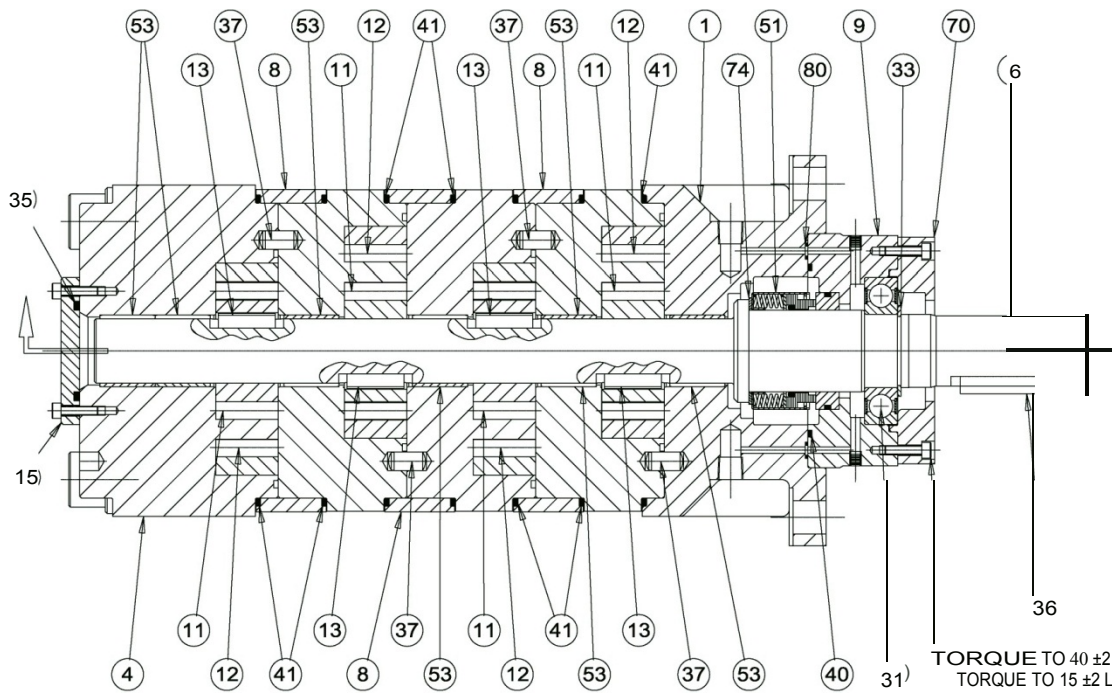 53 37 53 12 41 37 53 12 1 51 9 70
13 8 11 13 8 11 41 74 80 33 (6
35)
15)
36
11 13 37 11 41 13 40
4 12 41 8 53 12 53 37 53 31)
TORQUE TO 40 ±2
TORQUE TO 15 ±2 L